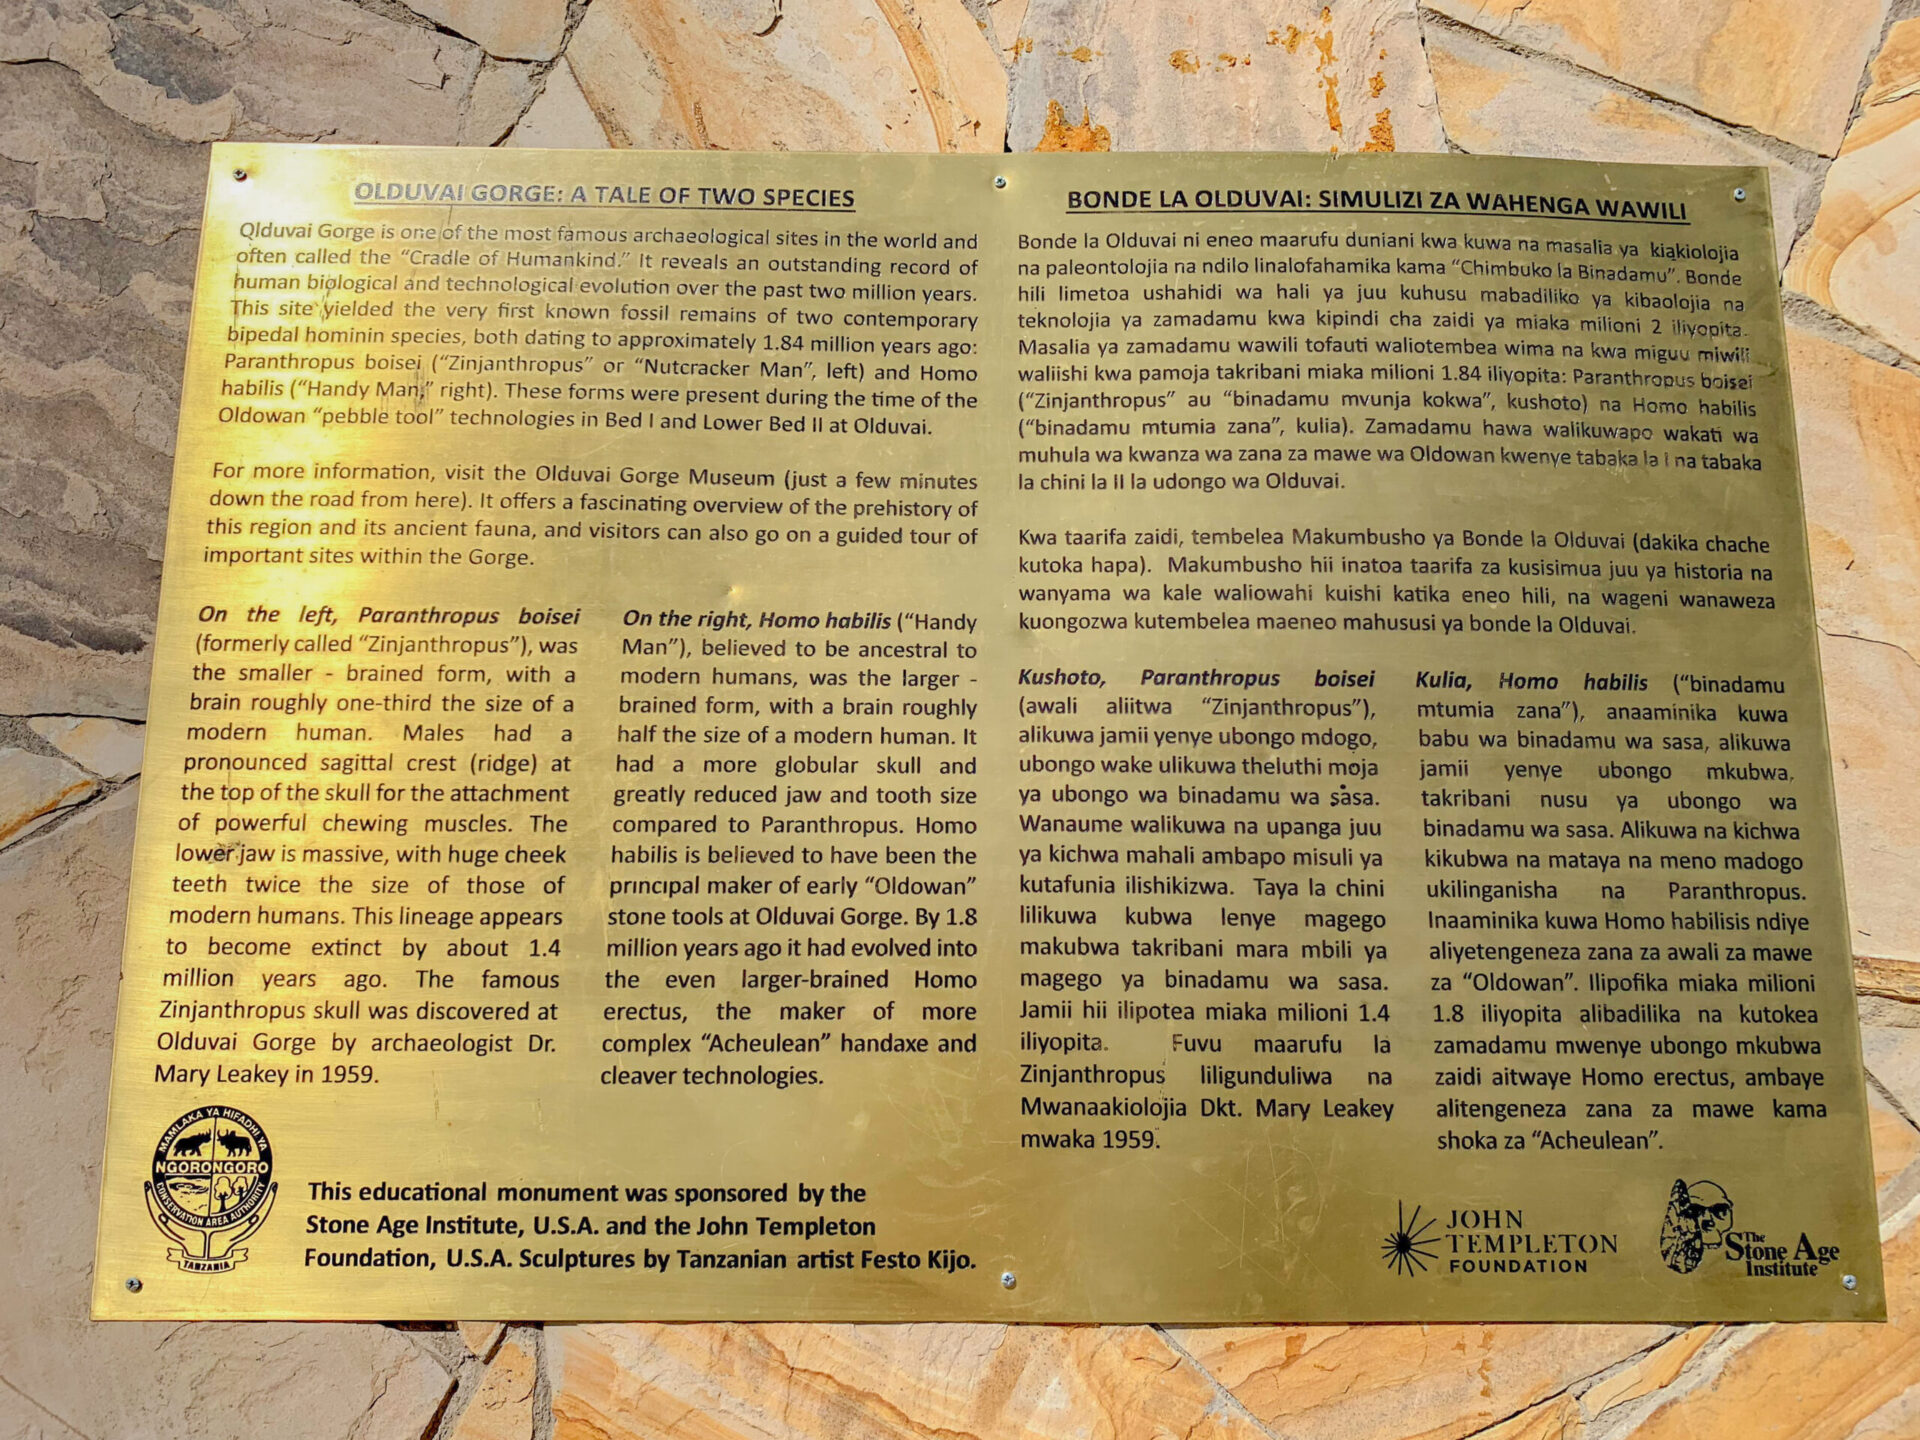 OLDUVAI GORGE: A TALE OF TWO SPECIES
Olduvai Gorge is one of the most famous archaeological sites in the world and
often called the “Cradle of Humankind.” It reveals an outstanding record of
human biological and technological evolution over the past two million years.
This site yielded the very first known fossil remains of two contemporary
bipedal hominin species, both dating to approximately 1.84 million years ago:
Paranthropus boisei (“Zinjanthropus” or “Nutcracker Man”, left) and Homo
habilis (“Handy Man,” right). These forms were present during the time of the
Oldowan “pebble tool” technologies in Bed I and Lower Bed II at Olduvai.
For more information, visit the Olduvai Gorge Museum (just a few minutes
down the road from here). It offers a fascinating overview of the prehistory of
this region and its ancient fauna, and visitors can also go on a guided tour of
important sites within the Gorge.
On the left, Paranthropus boisei
(formerly called “Zinjanthropus”), was
the smaller - brained form, with a
brain roughly one-third the size of a
modern human. Males had a
pronounced sagittal crest (ridge) at
the top of the skull for the attachment
of powerful chewing muscles. The
lower jaw is massive, with huge cheek
teeth twice the size of those of
modern humans. This lineage appears
to become extinct by about 1.4
million years ago. The famous
Zinjanthropus skull was discovered at
Olduvai Gorge by archaeologist Dr.
Mary Leakey in 1959.
On the right, Homo habilis (“Handy
Man”), believed to be ancestral to
modern humans, was the larger -
brained form, with a brain roughly
half the size of a modern human. It
had a more globular skull and
greatly reduced jaw and tooth size
compared to Paranthropus. Homo
habilis is believed to have been the
principal maker of early “Oldowan”
stone tools at Olduvai Gorge. By 1.8
million years ago it had evolved into
the even larger-brained Homo
erectus, the maker of more
complex “Acheulean” handaxe and
cleaver technologies.
MAMLAKA YA HIFADHI YA
NGORONGORO
CONSERVATION AREA AUTHORITY
TANZANIA
This educational monument was sponsored by the
Stone Age Institute, U.S.A. and the John Templeton
Foundation, U.S.A. Sculptures by Tanzanian artist Festo Kijo.
BONDE LA OLDUVAI: SIMULIZI ZA WAHENGA WAWILI
Bonde la Olduvai ni eneo maarufu duniani kwa kuwa na masalia ya kiakiolojia
na paleontolojia na ndilo linalofahamika kama “Chimbuko la Binadamu”. Bonde
hili limetoa ushahidi wa hali ya juu kuhusu mabadiliko ya kibaolojia na
teknolojia ya zamadamu kwa kipindi cha zaidi ya miaka milioni 2 iliyopita.
Masalia ya zamadamu wawili tofauti waliotembea wima na kwa miguu miwili
waliishi kwa pamoja takribani miaka milioni 1.84 iliyopita: Paranthropus boisei
(“Zinjanthropus” au “binadamu mvunja kokwa”, kushoto) na Homo habilis
(“binadamu mtumia zana”, kulia). Zamadamu hawa walikuwapo wakati wa
muhula wa kwanza wa zana za mawe wa Oldowan kwenye tabaka la I na tabaka
la chini la II la udongo wa Olduvai.
Kwa taarifa zaidi, tembelea Makumbusho ya Bonde la Olduvai (dakika chache
kutoka hapa). Makumbusho hii inatoa taarifa za kusisimua juu ya historia na
wanyama wa kale waliowahi kuishi katika eneo hili, na wageni wanaweza
kuongozwa kutembelea maeneo mahususi ya bonde la Olduvai.
Kushoto, Paranthropus boisei
(awali aliitwa “Zinjanthropus”),
alikuwa jamii yenye ubongo mdogo,
ubongo wake ulikuwa theluthi moja
ya ubongo wa binadamu wa sasa.
Wanaume walikuwa na upanga juu
ya kichwa mahali ambapo misuli ya
kutafunia ilishikizwa. Taya la chini
lilikuwa kubwa lenye magego
makubwa takribani mara mbili ya
magego ya binadamu wa sasa.
Jamii hii ilipotea miaka milioni 1.4
iliyopita. Fuvu maarufu la
Zinjanthropus liligunduliwa na
Mwanaakiolojia Dkt. Mary Leakey
mwaka 1959.
Kulia, Homo habilis (“binadamu
mtumia zana”), anaaminika kuwa
babu wa binadamu wa sasa, alikuwa
jamii yenye ubongo mkubwa,
takribani nusu ya ubongo wa
binadamu wa sasa. Alikuwa na kichwa
kikubwa na mataya na meno madogo
ukilinganisha na Paranthropus.
Inaaminika kuwa Homo habilisis ndiye
aliyetengeneza zana za awali za mawe
za “Oldowan”. Ilipofika miaka milioni
1.8 iliyopita alibadilika na kutokea
zamadamu mwenye ubongo mkubwa
zaidi aitwaye Homo erectus, ambaye
alitengeneza zana za mawe kama
shoka za “Acheulean”.
JOHN
TEMPLETON
FOUNDATION
The
Stone Age
Institute